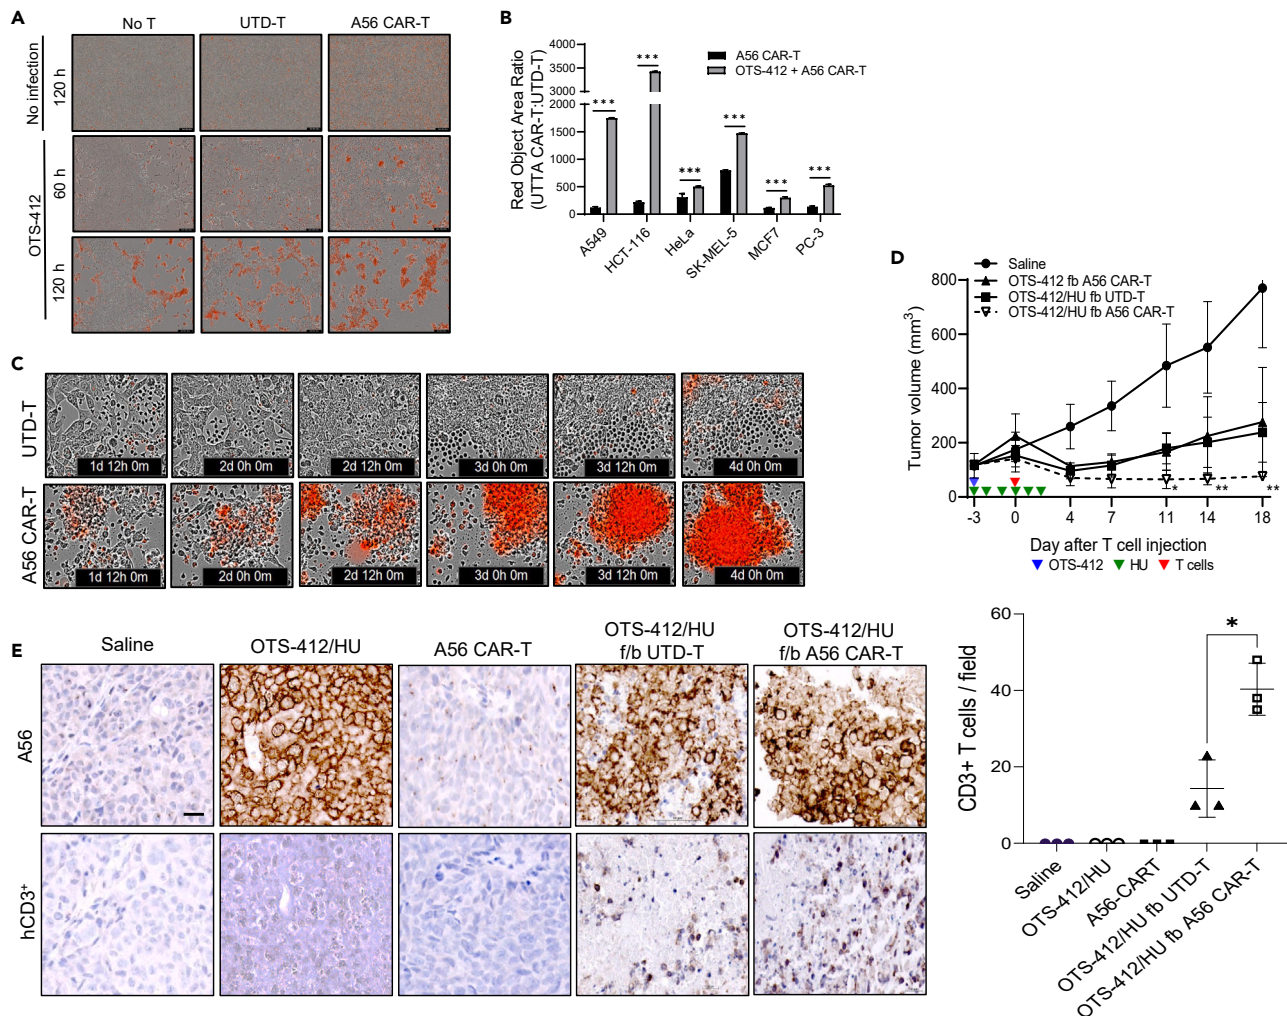 A
No T
UTD-T
A56 CAR-T
No infection
120 h
OTS-412
60 h
120 h
B
Red Object Area Ratio
(UTTA CAR-T:UTD-T)
4000
3500
3000
2500
2000
1500
1000
500
0
A56 CAR-T
OTS-412 + A56 CAR-T
***
***
***
***
***
***
A549
HCT-116
HeLa
SK-MEL-5
MCF7
PC-3
C
UTD-T
1d 12h 0m
2d 0h 0m
2d 12h 0m
3d 0h 0m
3d 12h 0m
4d 0h 0m
A56 CAR-T
1d 12h 0m
2d 0h 0m
2d 12h 0m
3d 0h 0m
3d 12h 0m
4d 0h 0m
D
Saline
OTS-412 fb A56 CAR-T
OTS-412/HU fb UTD-T
OTS-412/HU fb A56 CAR-T
Tumor volume (mm³)
800
600
400
200
0
*
**
**
-3
0
4
7
11
14
18
Day after T cell injection
OTS-412
HU
T cells
E
Saline
OTS-412/HU
A56 CAR-T
OTS-412/HU
f/b UTD-T
OTS-412/HU
f/b A56 CAR-T
A56
hCD3⁺
CD3+ T cells / field
60
40
20
0
*
Saline
OTS-412/HU
A56-CART
OTS-412/HU fb UTD-T
OTS-412/HU fb A56 CAR-T